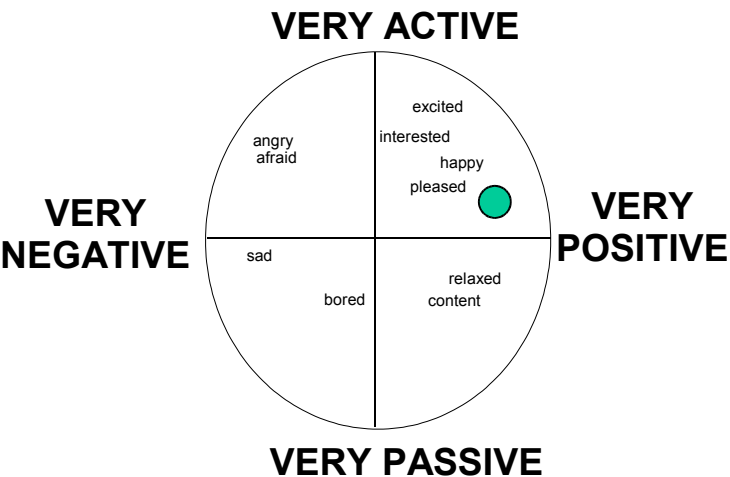 VERY ACTIVE
excited
interested
angry
afraid
happy
pleased
VERY
NEGATIVE
VERY
POSITIVE
sad
relaxed
bored
content
VERY PASSIVE